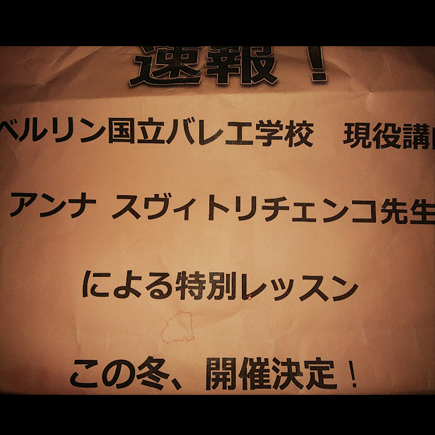 速報！
ベルリン国立バレエ学校 現役講師
アンナ スヴィトリチェンコ先生
による特別レッスン
この冬、開催決定！